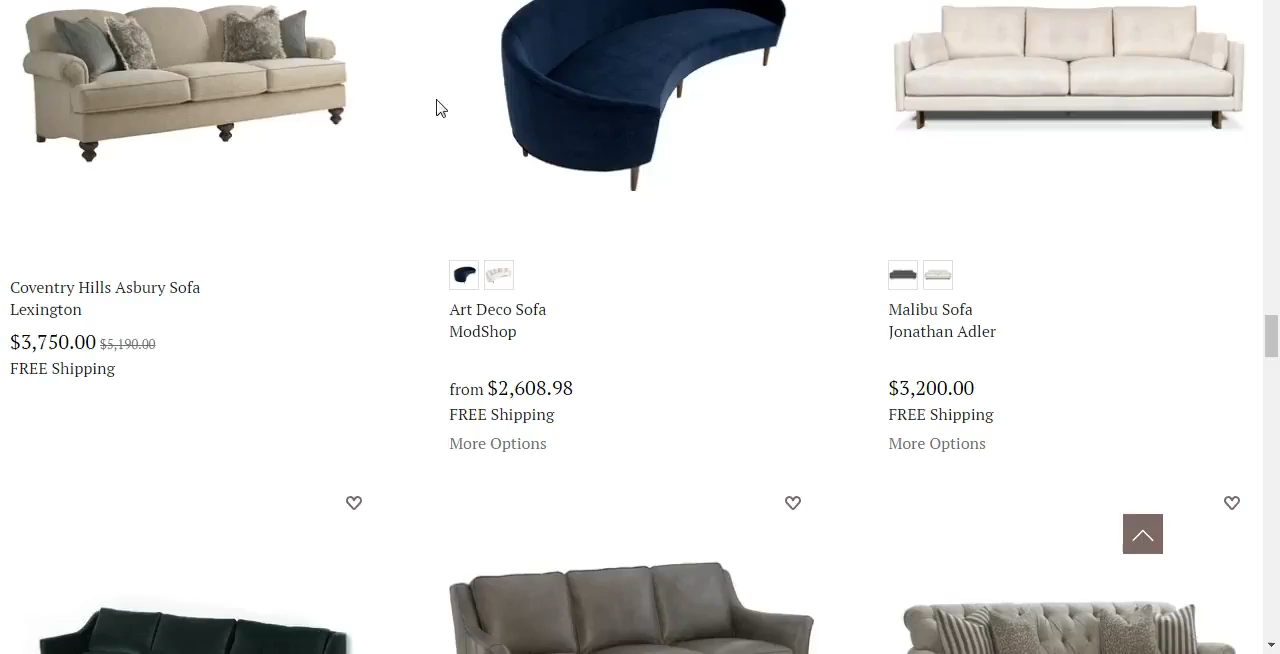 Coventry Hills Asbury Sofa
Lexington
$3,750.00 $5,190.00
FREE Shipping
Art Deco Sofa
ModShop
from $2,608.98
FREE Shipping
More Options
Malibu Sofa
Jonathan Adler
$3,200.00
FREE Shipping
More Options